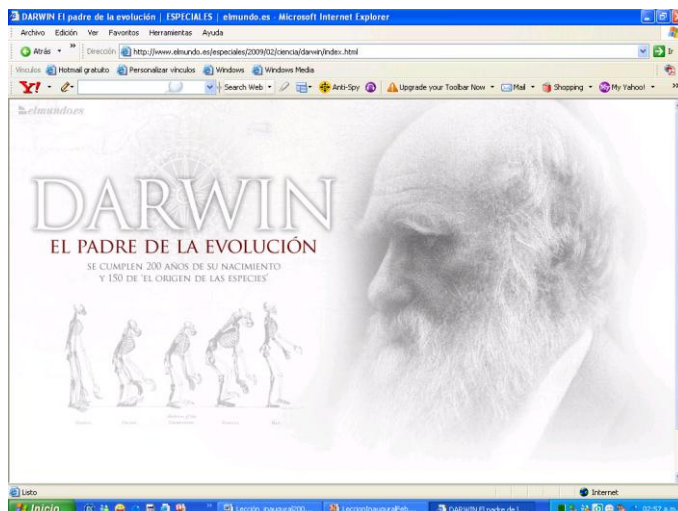 DARWIN El padre de la evolución | ESPECIALES | elmundo.es - Microsoft Internet Explorer
Archivo Edición Ver Favoritos Herramientas Ayuda
Atrás Dirección http://www.elmundo.es/especiales/2009/02/ciencia/darwin/index.html Ir
Vínculos Hotmail gratuito Personalizar vínculos Windows Windows Media
Y! Search Web Anti-Spy Upgrade your Toolbar Now Mail Shopping My Yahoo!
elmundo.es
DARWIN
EL PADRE DE LA EVOLUCIÓN
SE CUMPLEN 200 AÑOS DE SU NACIMIENTO
Y 150 DE 'EL ORIGEN DE LAS ESPECIES'
Listo Internet
Inicio DARWIN El padre de l... 02:57 a.m.